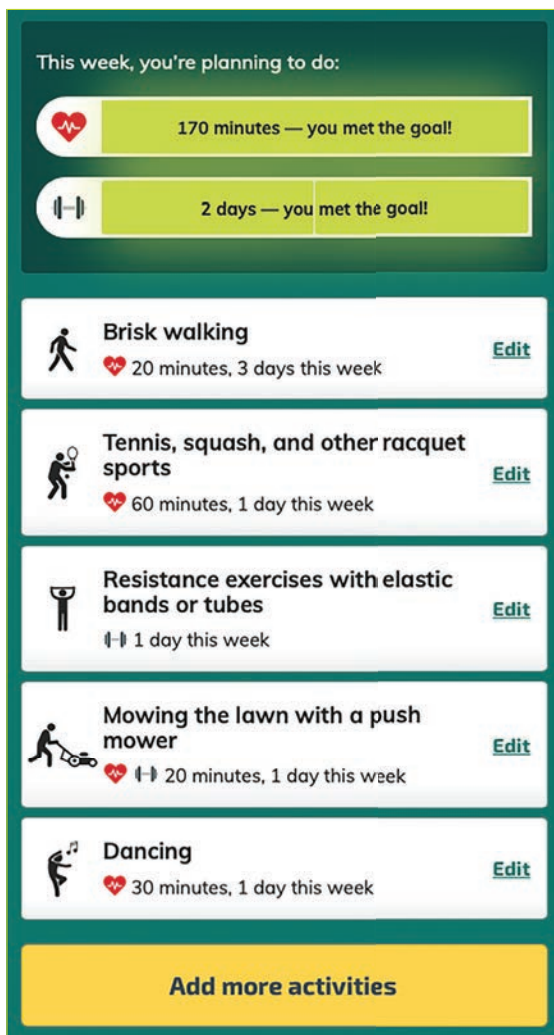 This week, you're planning to do:
170 minutes — you met the goal!
2 days — you met the goal!
Brisk walking
20 minutes, 3 days this week
Edit
Tennis, squash, and other racquet
sports
60 minutes, 1 day this week
Edit
Resistance exercises with elastic
bands or tubes
1 day this week
Edit
Mowing the lawn with a push
mower
20 minutes, 1 day this week
Edit
Dancing
30 minutes, 1 day this week
Edit
Add more activities